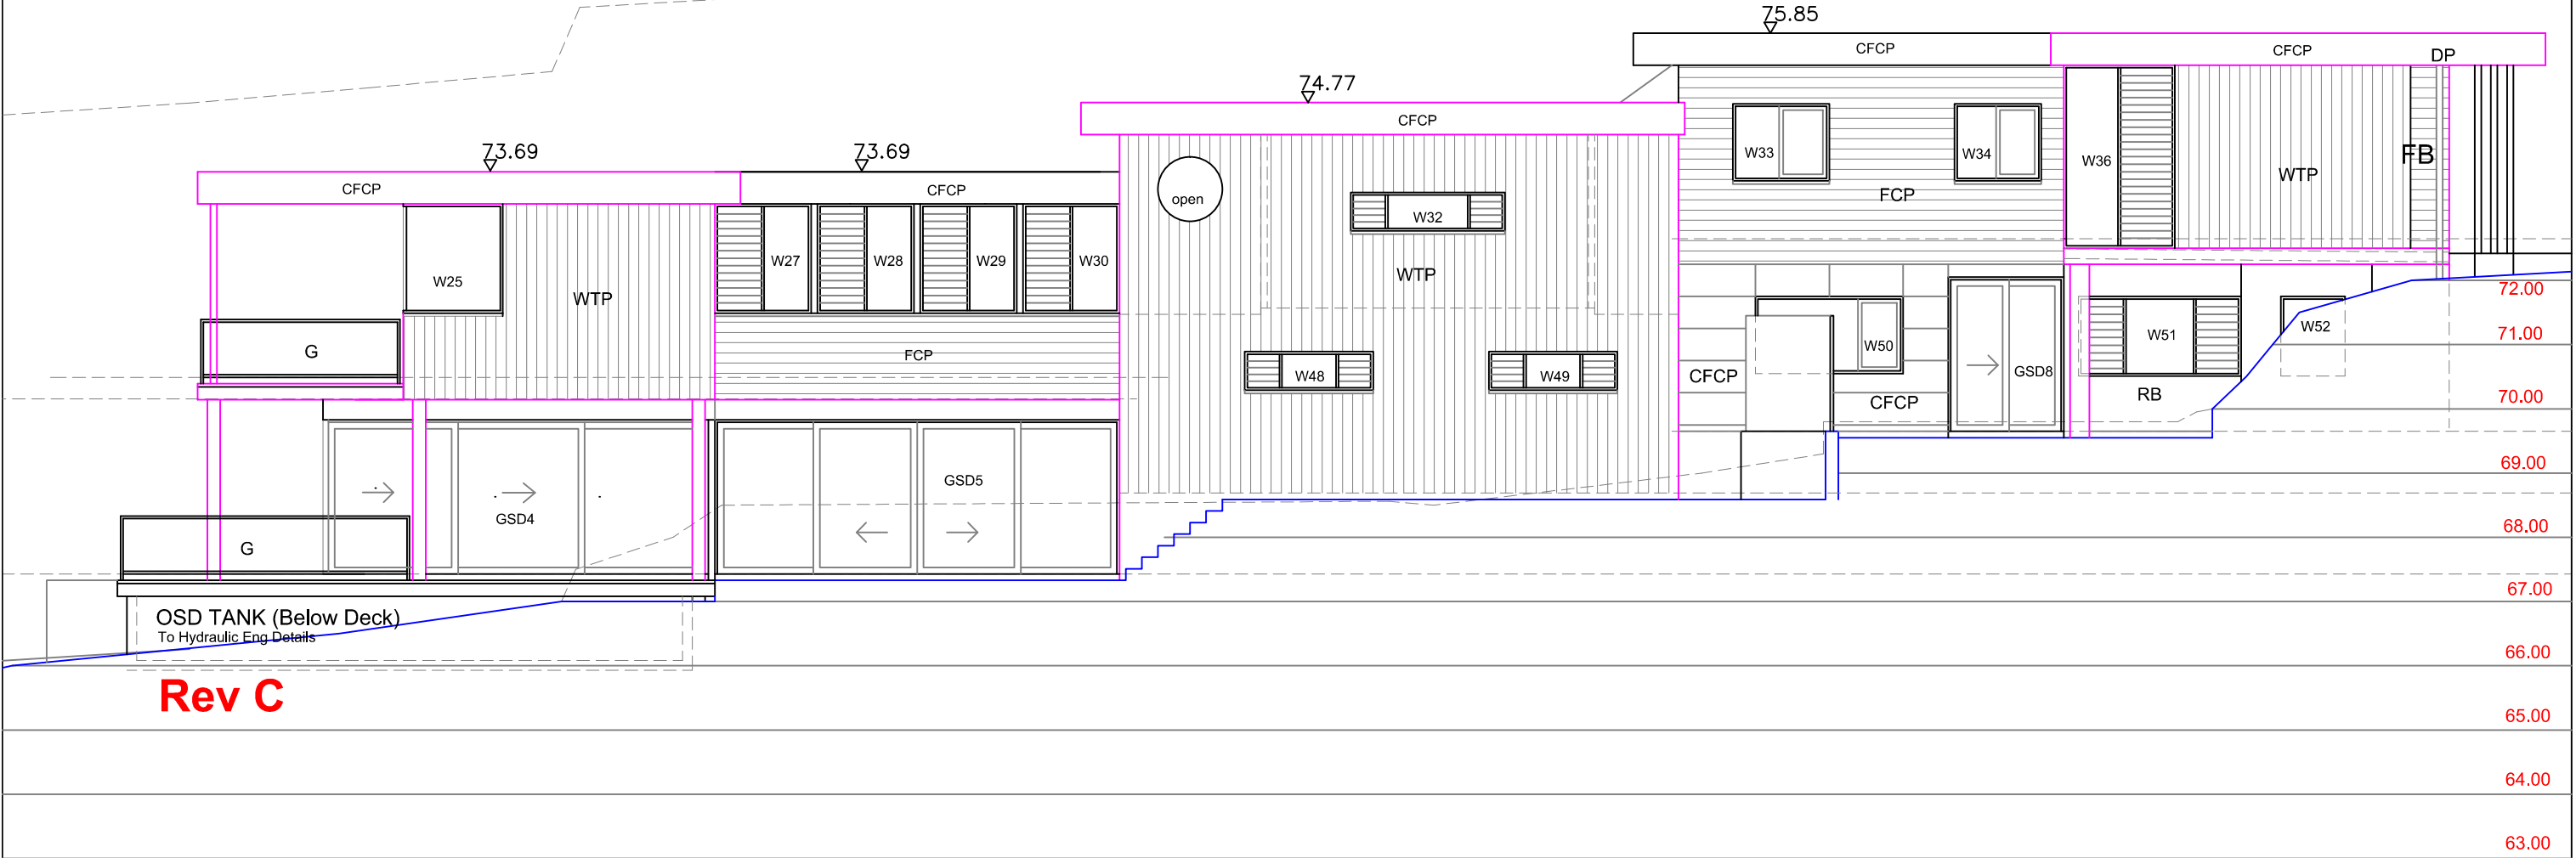 75.85
CFCP
CFCP
DP
74.77
CFCP
73.69
73.69
CFCP
CFCP
open
W32
W33
W34
FCP
W36
WTP
FB
W25
WTP
W27
W28
W29
W30
WTP
72.00
G
FCP
W48
W49
CFCP
W50
CFCP
GSD8
W51
RB
W52
71.00
70.00
GSD4
GSD5
69.00
68.00
G
67.00
OSD TANK (Below Deck)
To Hydraulic Eng Details
66.00
Rev C
65.00
64.00
63.00